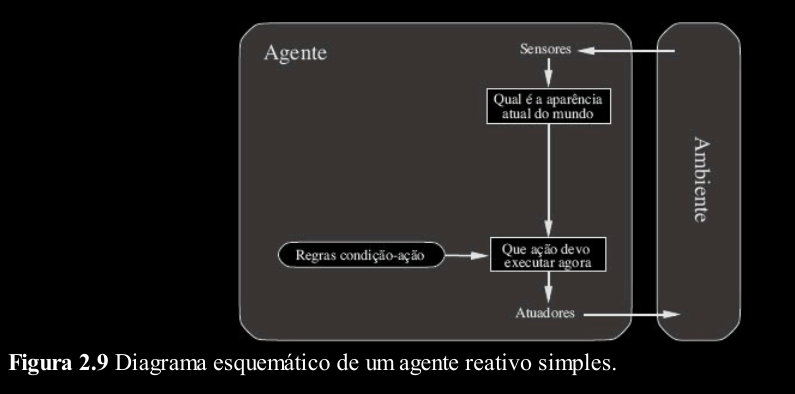 Agente
Sensores
Qual é a aparência
atual do mundo
Ambiente
Regras condição-ação
Que ação devo
executar agora
Atuadores
Figura 2.9 Diagrama esquemático de um agente reativo simples.